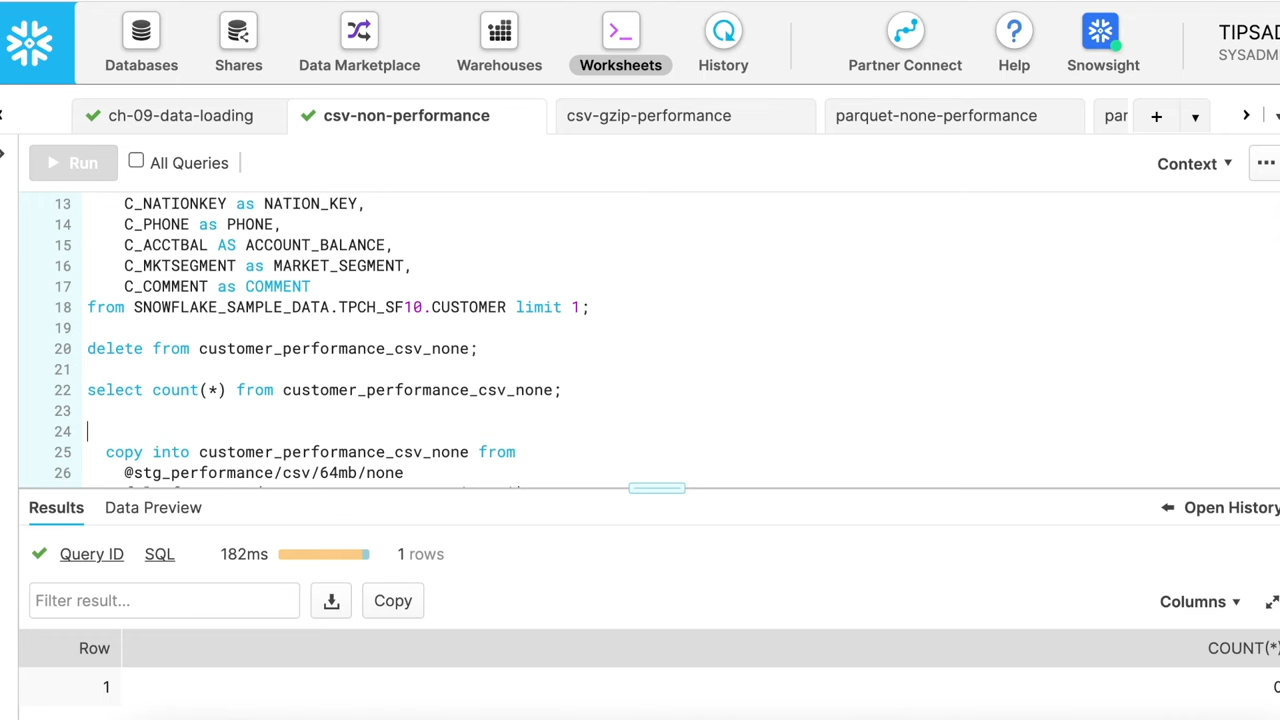 Databases
Shares
Data Marketplace
Warehouses
Worksheets
History
Partner Connect
Help
Snowsight
TIPSAD
SYSADM
ch-09-data-loading
csv-non-performance
csv-gzip-performance
parquet-none-performance
par
Run
All Queries
Context
13 C_NATIONKEY as NATION_KEY,
14 C_PHONE as PHONE,
15 C_ACCTBAL AS ACCOUNT_BALANCE,
16 C_MKTSEGMENT as MARKET_SEGMENT,
17 C_COMMENT as COMMENT
18 from SNOWFLAKE_SAMPLE_DATA.TPCH_SF10.CUSTOMER limit 1;
19
20 delete from customer_performance_csv_none;
21
22 select count(*) from customer_performance_csv_none;
23
24
25 copy into customer_performance_csv_none from
26 @stg_performance/csv/64mb/none
Results Data Preview
Open History
Query ID SQL 182ms 1 rows
Filter result...
Copy
Columns
Row COUNT(*)
1 0